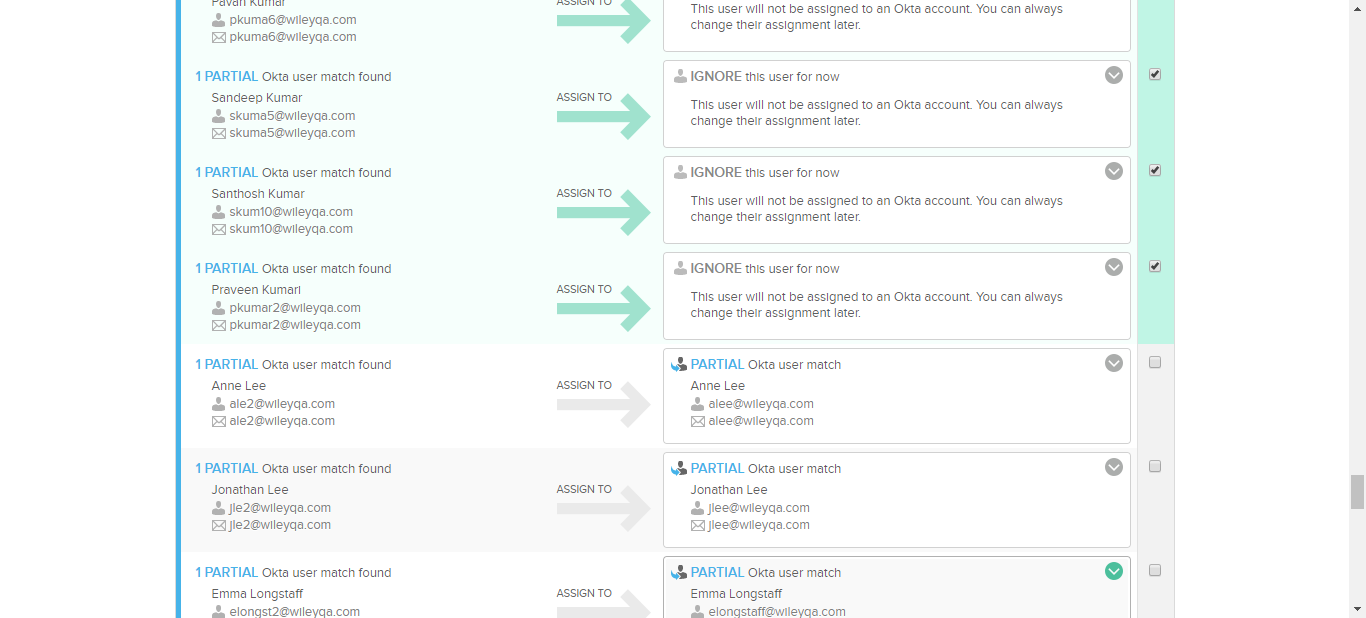 Pavan Kumar
pkuma6@wileyqa.com
pkuma6@wileyqa.com
ASSIGN TO
This user will not be assigned to an Okta account. You can always
change their assignment later.
1 PARTIAL Okta user match found
Sandeep Kumar
skuma5@wileyqa.com
skuma5@wileyqa.com
ASSIGN TO
IGNORE this user for now
This user will not be assigned to an Okta account. You can always
change their assignment later.
1 PARTIAL Okta user match found
Santhosh Kumar
skum10@wileyqa.com
skum10@wileyqa.com
ASSIGN TO
IGNORE this user for now
This user will not be assigned to an Okta account. You can always
change their assignment later.
1 PARTIAL Okta user match found
Praveen Kumari
pkumar2@wileyqa.com
pkumar2@wileyqa.com
ASSIGN TO
IGNORE this user for now
This user will not be assigned to an Okta account. You can always
change their assignment later.
1 PARTIAL Okta user match found
Anne Lee
ale2@wileyqa.com
ale2@wileyqa.com
ASSIGN TO
PARTIAL Okta user match
Anne Lee
alee@wileyqa.com
alee@wileyqa.com
1 PARTIAL Okta user match found
Jonathan Lee
jle2@wileyqa.com
jle2@wileyqa.com
ASSIGN TO
PARTIAL Okta user match
Jonathan Lee
jlee@wileyqa.com
jlee@wileyqa.com
1 PARTIAL Okta user match found
Emma Longstaff
elongst2@wileyqa.com
ASSIGN TO
PARTIAL Okta user match
Emma Longstaff
elongstaff@wileyqa.com